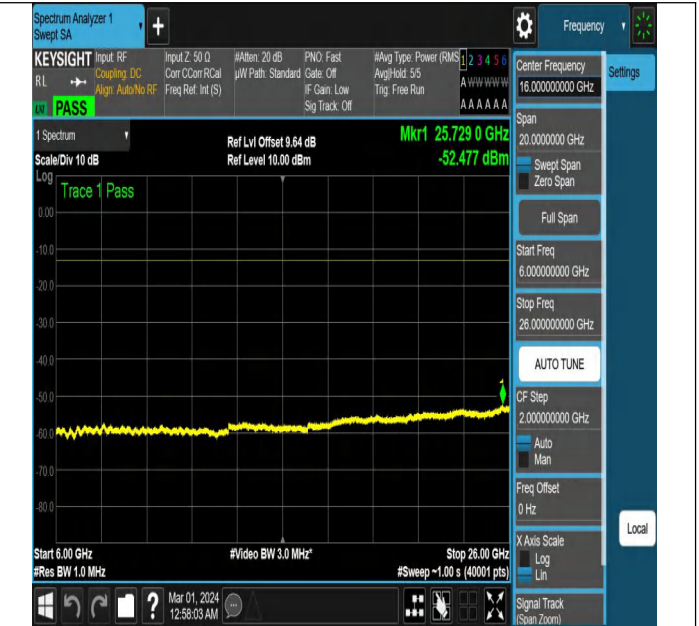 Spectrum Analyzer 1
Swept SA
+
Frequency
KEYSIGHT
RL
PASS
Input: RF
Coupling: DC
Align: Auto/No RF
Input Z: 50 Ω
Corr CCorr RCal
Freq Ref: Int (S)
#Atten: 20 dB
µW Path: Standard
PNO: Fast
Gate: Off
IF Gain: Low
Sig Track: Off
#Avg Type: Power (RMS
Avg|Hold: 5/5
Trig: Free Run
1 2 3 4 5 6
A W W W W W
A A A A A A
Center Frequency
16.000000000 GHz
Settings
Span
20.0000000 GHz
Swept Span
Zero Span
Full Span
Start Freq
6.000000000 GHz
Stop Freq
26.000000000 GHz
AUTO TUNE
CF Step
2.000000000 GHz
Auto
Man
Freq Offset
0 Hz
X Axis Scale
Log
Lin
Signal Track
(Span Zoom)
Local
1 Spectrum
Scale/Div 10 dB
Ref Lvl Offset 9.64 dB
Ref Level 10.00 dBm
Mkr1 25.729 0 GHz
-52.477 dBm
Log
Trace 1 Pass
0.00
-10.0
-20.0
-30.0
-40.0
-50.0
-60.0
-70.0
-80.0
1
Start 6.00 GHz
#Res BW 1.0 MHz
#Video BW 3.0 MHz*
Stop 26.00 GHz
#Sweep ~1.00 s (40001 pts)
?
Mar 01, 2024
12:58:03 AM